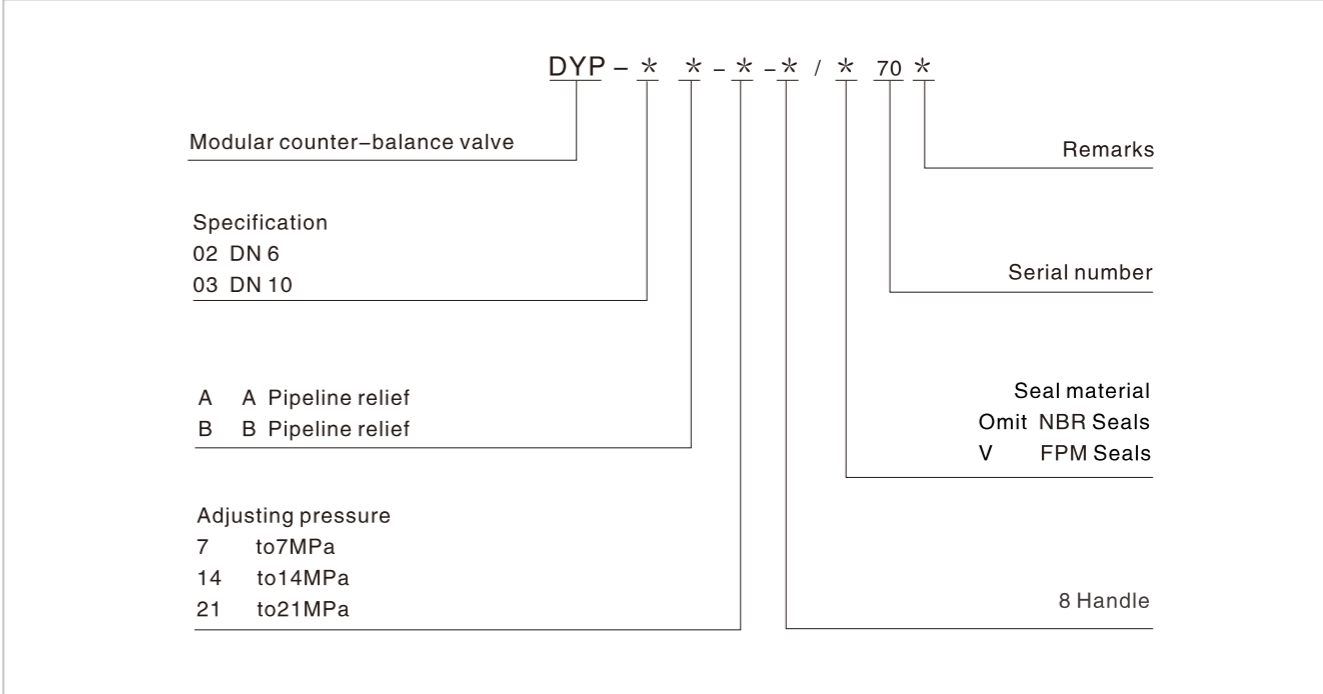 DYP – * * – * – * / * 70 *
Modular counter–balance valve
Remarks
Specification
02 DN 6
03 DN 10
Serial number
A A Pipeline relief
B B Pipeline relief
Seal material
Omit NBR Seals
V FPM Seals
Adjusting pressure
7 to7MPa
14 to14MPa
21 to21MPa
8 Handle